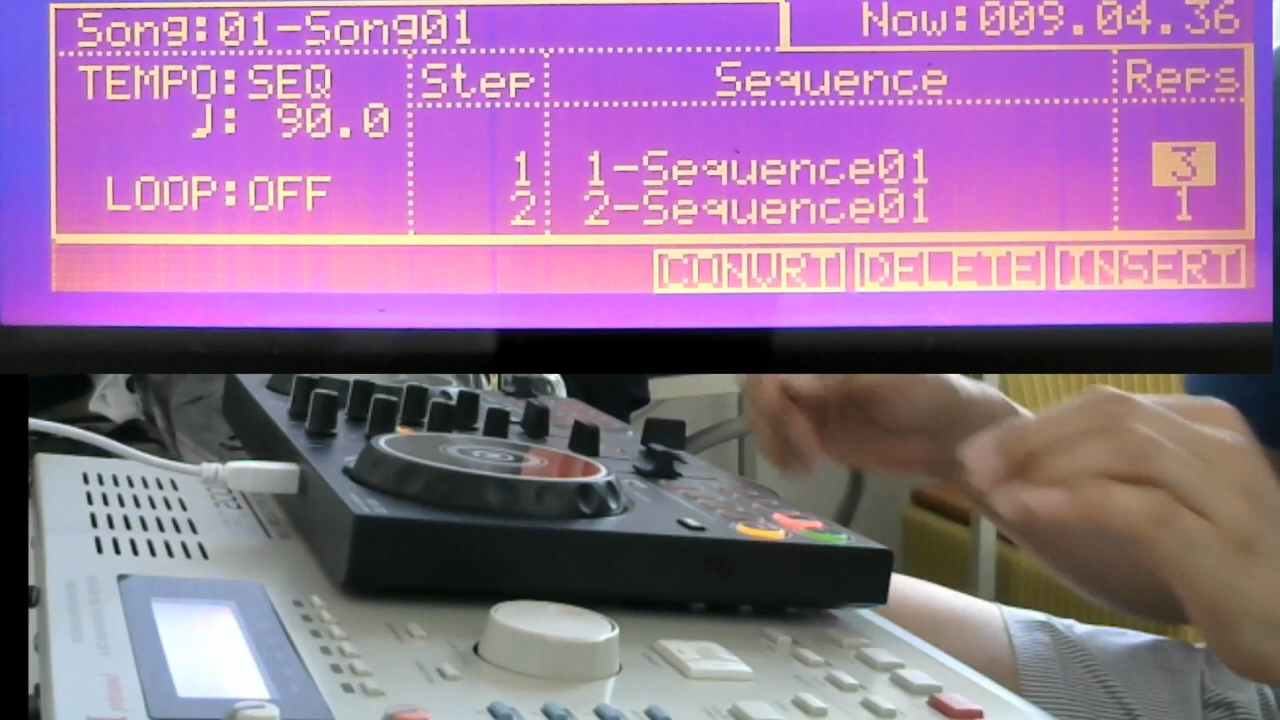 Song:01-Song01
Now:009.04.36
TEMPO:SEQ
Step
Sequence
Reps
♩: 90.0
1
1-Sequence01
3
LOOP:OFF
2
2-Sequence01
1
CONVRT
DELETE
INSERT